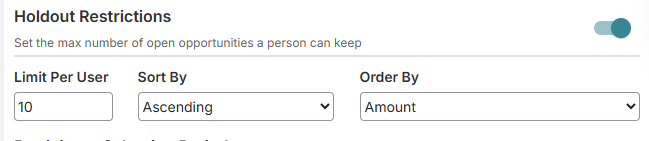 Holdout Restrictions
Set the max number of open opportunities a person can keep
Limit Per User Sort By Order By
10 Ascending Amount